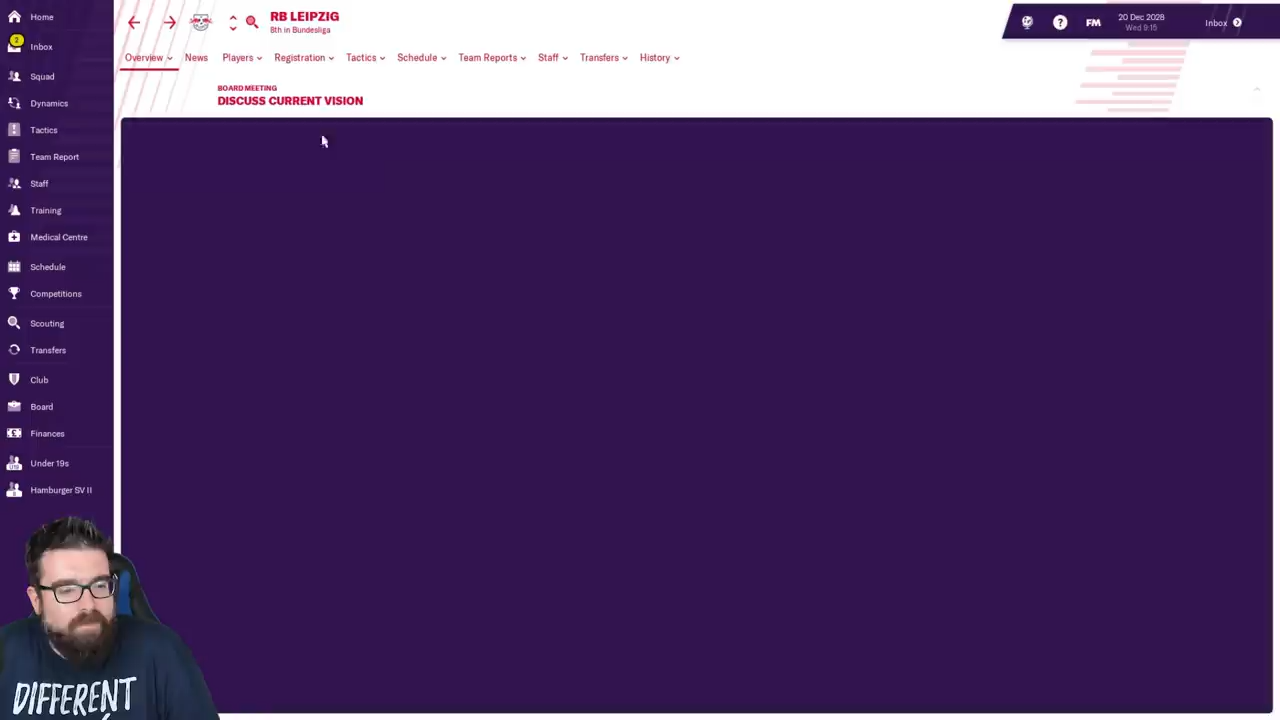 Home
RB LEIPZIG
8th in Bundesliga
FM
20 Dec 2028
Wed 9:15
Inbox
2
Inbox
Overview
News
Players
Registration
Tactics
Schedule
Team Reports
Staff
Transfers
History
Squad
BOARD MEETING
DISCUSS CURRENT VISION
Dynamics
Tactics
Team Report
Staff
Training
Medical Centre
Schedule
Competitions
Scouting
Transfers
Club
Board
Finances
Under 19s
Hamburger SV II
DIFFERENT